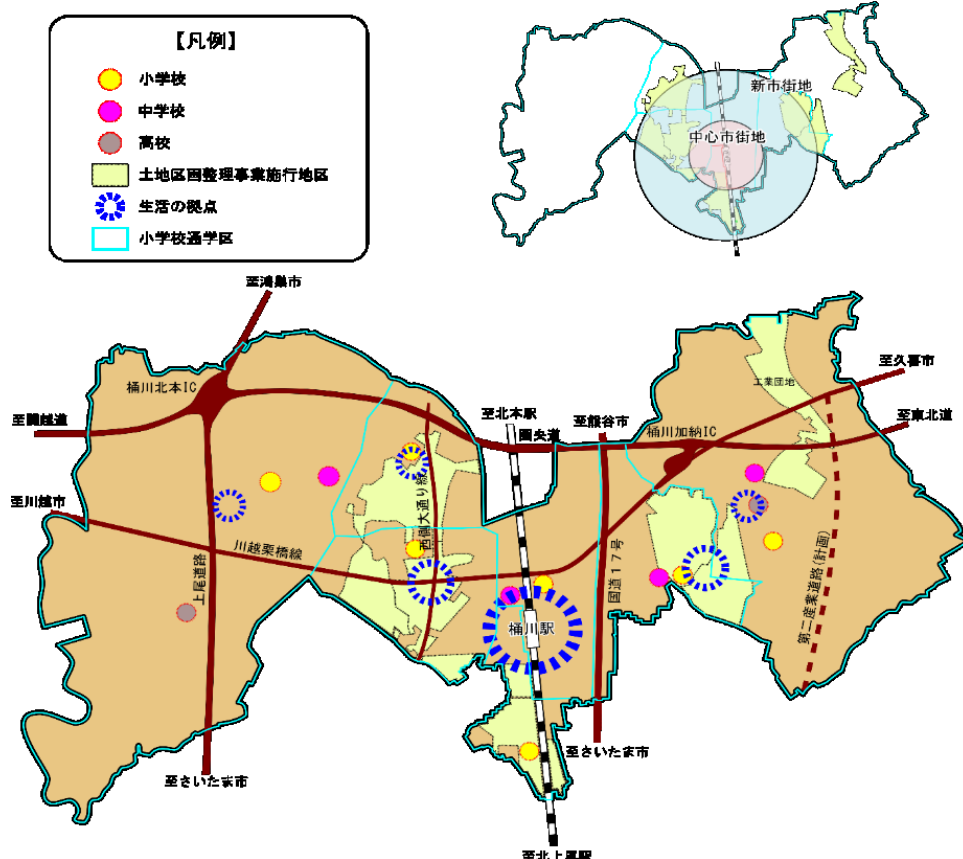 【凡例】
小学校
中学校
高校
土地区画整理事業施行地区
生活の拠点
小学校通学区
新市街地
中心市街地
至鴻巣市
桶川北本IC
至関越道
至川越市
川越栗橋線
上尾道路
西側大通り線
至北本駅
圏央道
至熊谷市
桶川加納IC
工業団地
至久喜市
至東北道
国道17号
第二産業道路(計画)
桶川駅
至さいたま市
至さいたま市
至北上尾駅